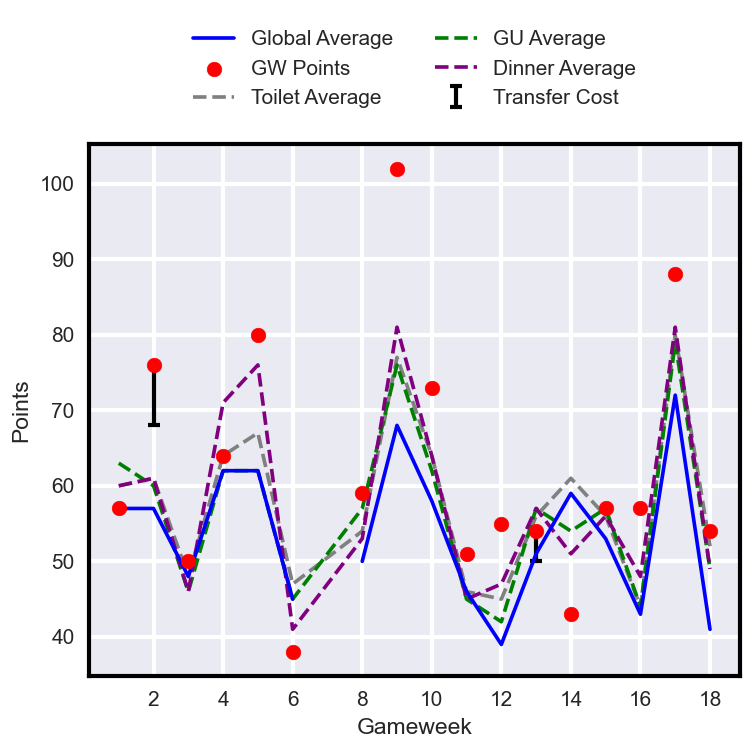 Global Average
GW Points
Toilet Average
GU Average
Dinner Average
Transfer Cost
100
90
80
70
60
50
40
Points
2 4 6 8 10 12 14 16 18
Gameweek